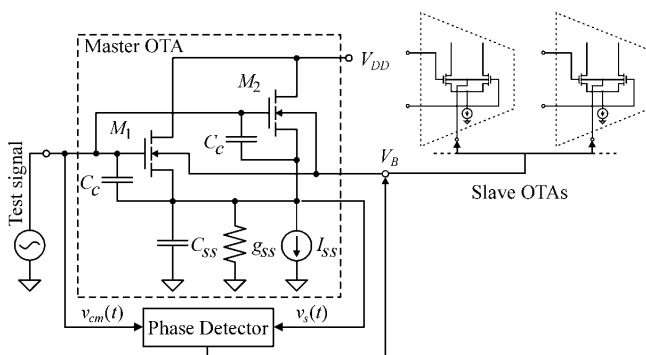 Master OTA
V_DD
M_2
M_1
C_c
V_B
C_c
Slave OTAs
Test signal
C_ss
g_ss
I_ss
v_cm(t)
Phase Detector
v_s(t)